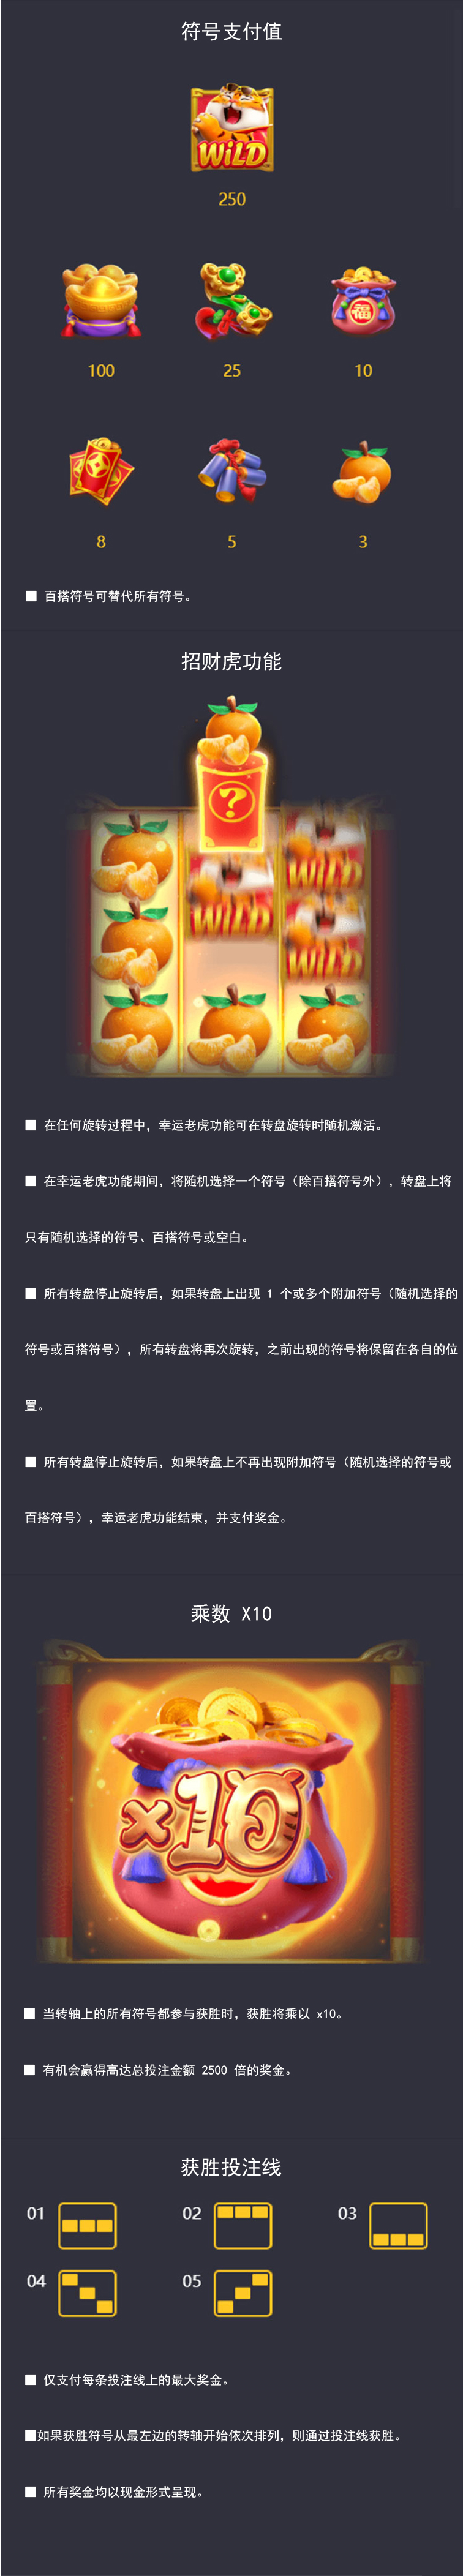 符号支付值
WiLD
250
100 25 10
福
8 5 3
■ 百搭符号可替代所有符号。
招财虎功能
?
WiLD WiLD
WiLD
■ 在任何旋转过程中，幸运老虎功能可在转盘旋转时随机激活。
■ 在幸运老虎功能期间，将随机选择一个符号（除百搭符号外），转盘上将
只有随机选择的符号、百搭符号或空白。
■ 所有转盘停止旋转后，如果转盘上出现 1 个或多个附加符号（随机选择的
符号或百搭符号），所有转盘将再次旋转，之前出现的符号将保留在各自的位
置。
■ 所有转盘停止旋转后，如果转盘上不再出现附加符号（随机选择的符号或
百搭符号），幸运老虎功能结束，并支付奖金。
乘数 X10
x10
■ 当转轴上的所有符号都参与获胜时，获胜将乘以 x10。
■ 有机会赢得高达总投注金额 2500 倍的奖金。
获胜投注线
01 02 03
04 05
■ 仅支付每条投注线上的最大奖金。
■如果获胜符号从最左边的转轴开始依次排列，则通过投注线获胜。
■ 所有奖金均以现金形式呈现。